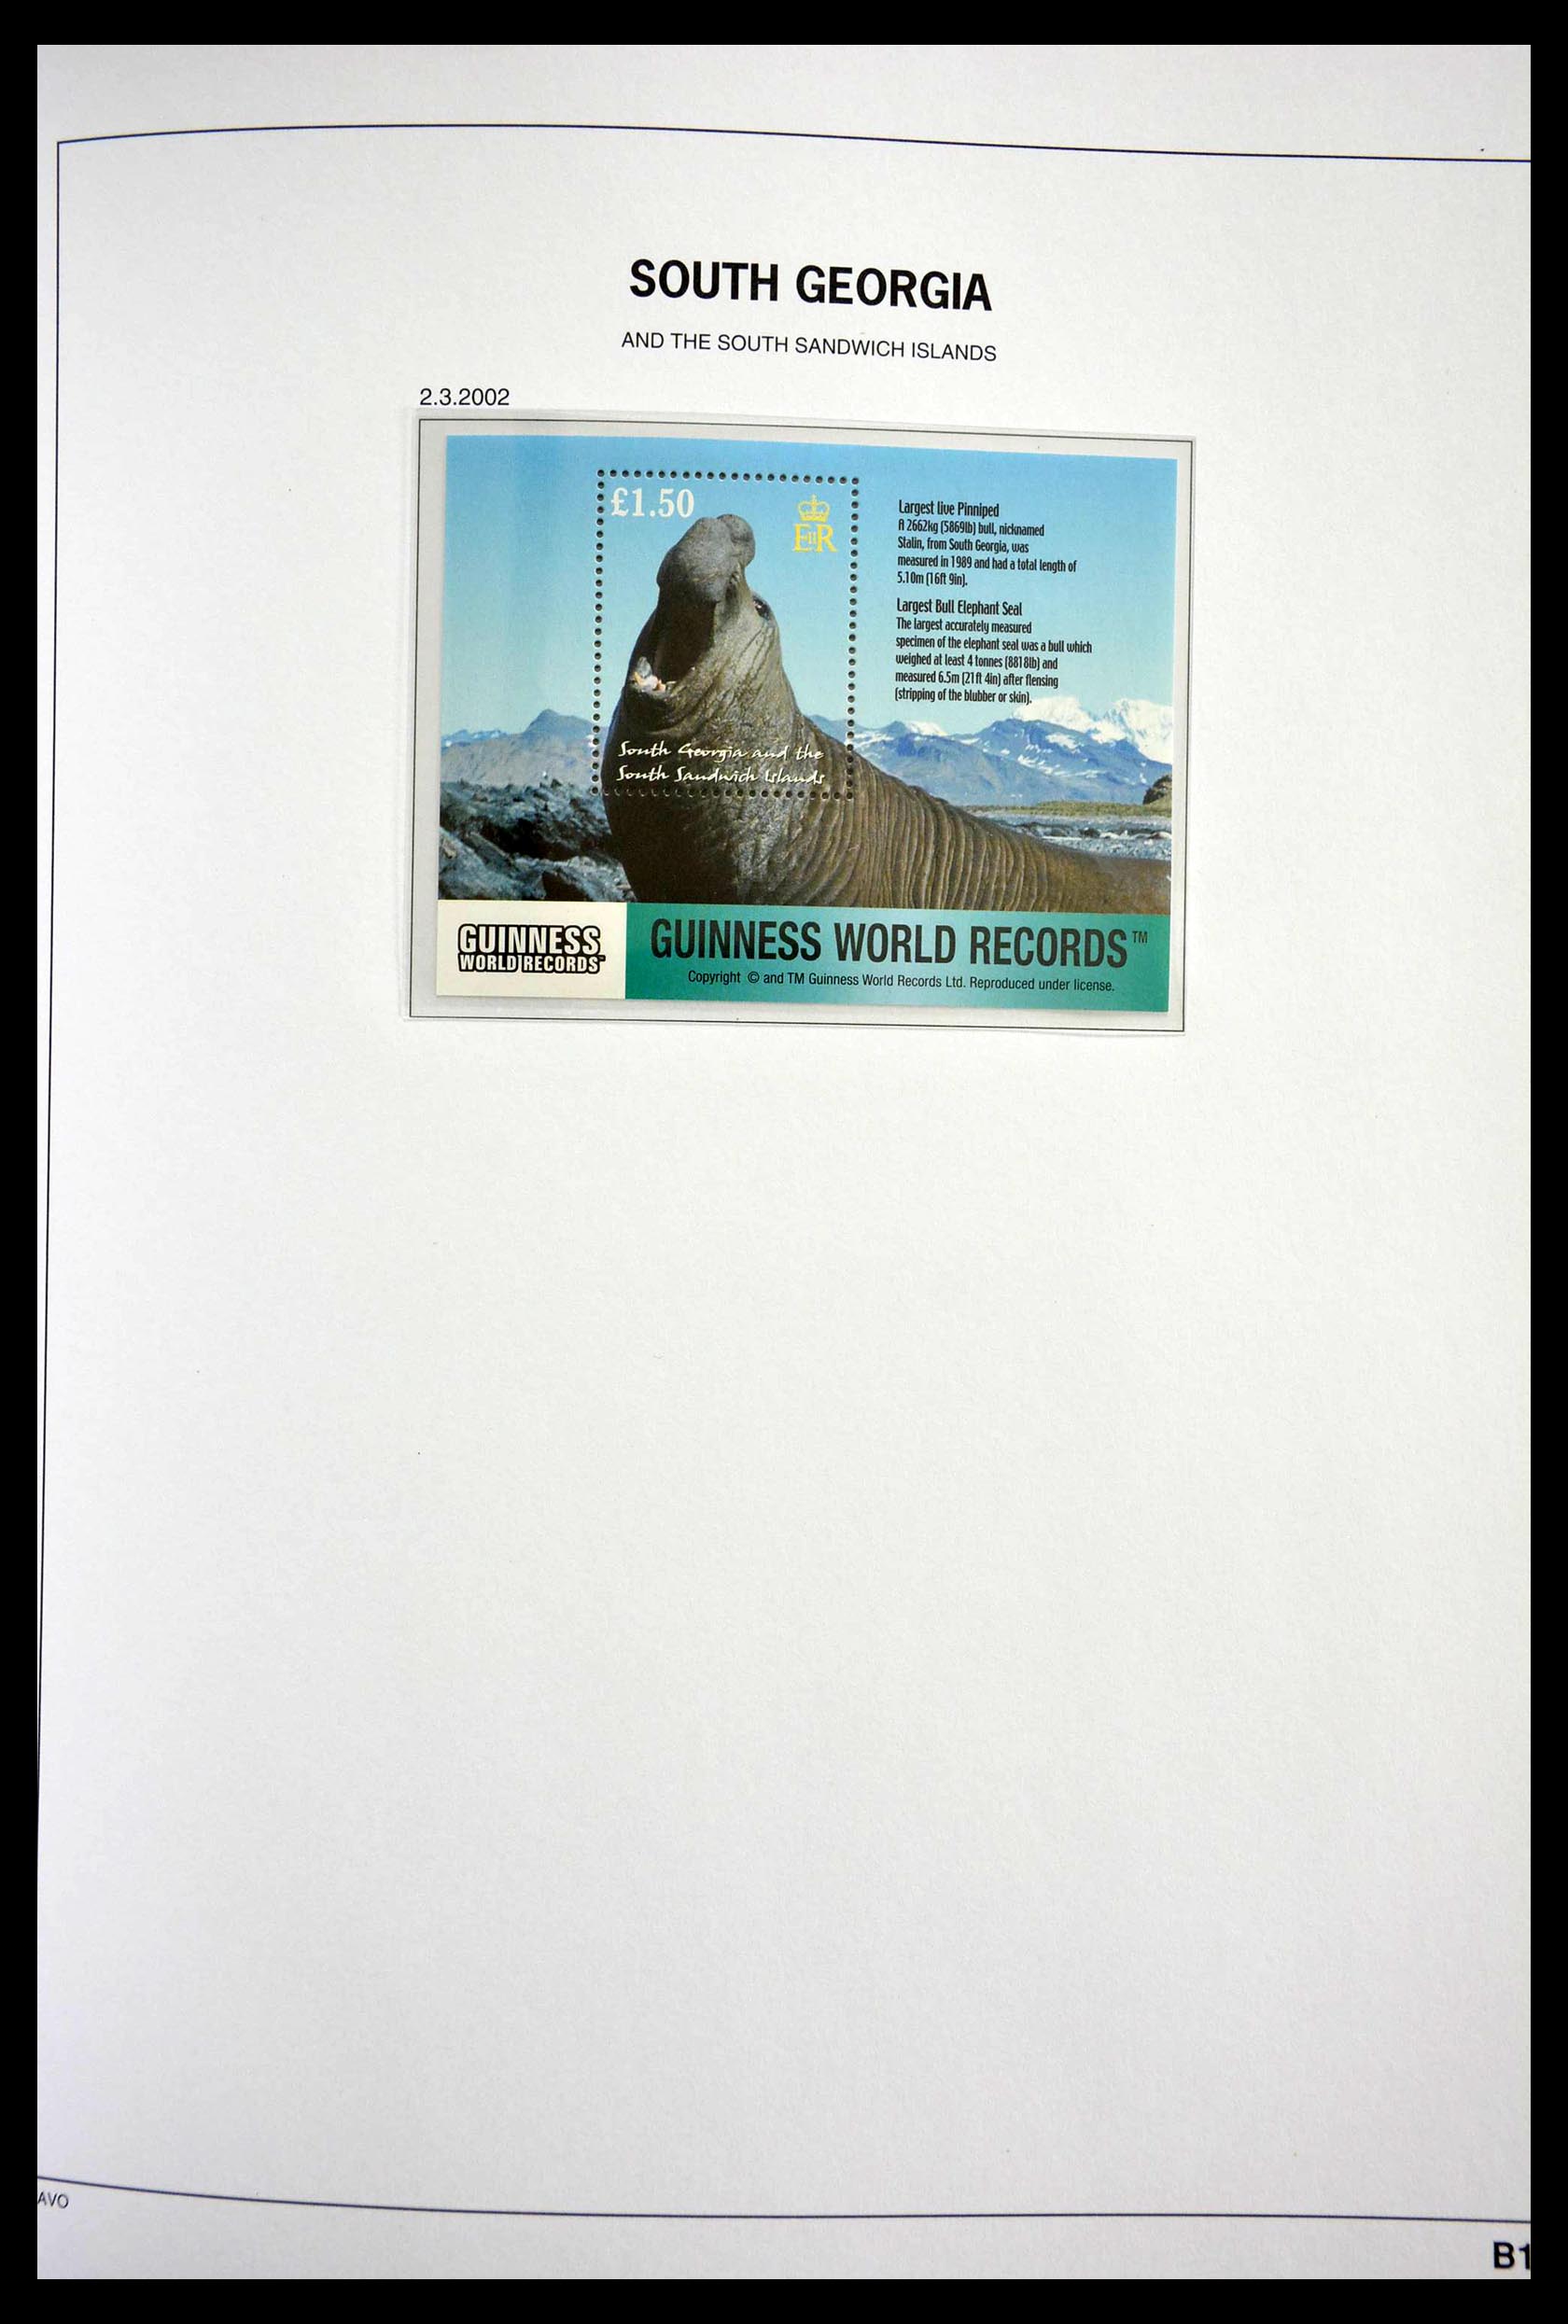 SOUTH GEORGIA
AND THE SOUTH SANDWICH ISLANDS
2.3.2002
£1.50
EIIR
Largest live Pinniped
A 2662kg (5869lb) bull, nicknamed
Stalin, from South Georgia, was
measured in 1989 and had a total length of
5.10m (16ft 9in).
Largest Bull Elephant Seal
The largest accurately measured
specimen of the elephant seal was a bull which
weighed at least 4 tonnes (8818lb) and
measured 6.5m (21ft 4in) after flensing
(stripping of the blubber or skin).
South Georgia and the
South Sandwich Islands
GUINNESS
WORLD RECORDS™
GUINNESS WORLD RECORDS™
Copyright © and TM Guinness World Records Ltd. Reproduced under license.
AVO
B1